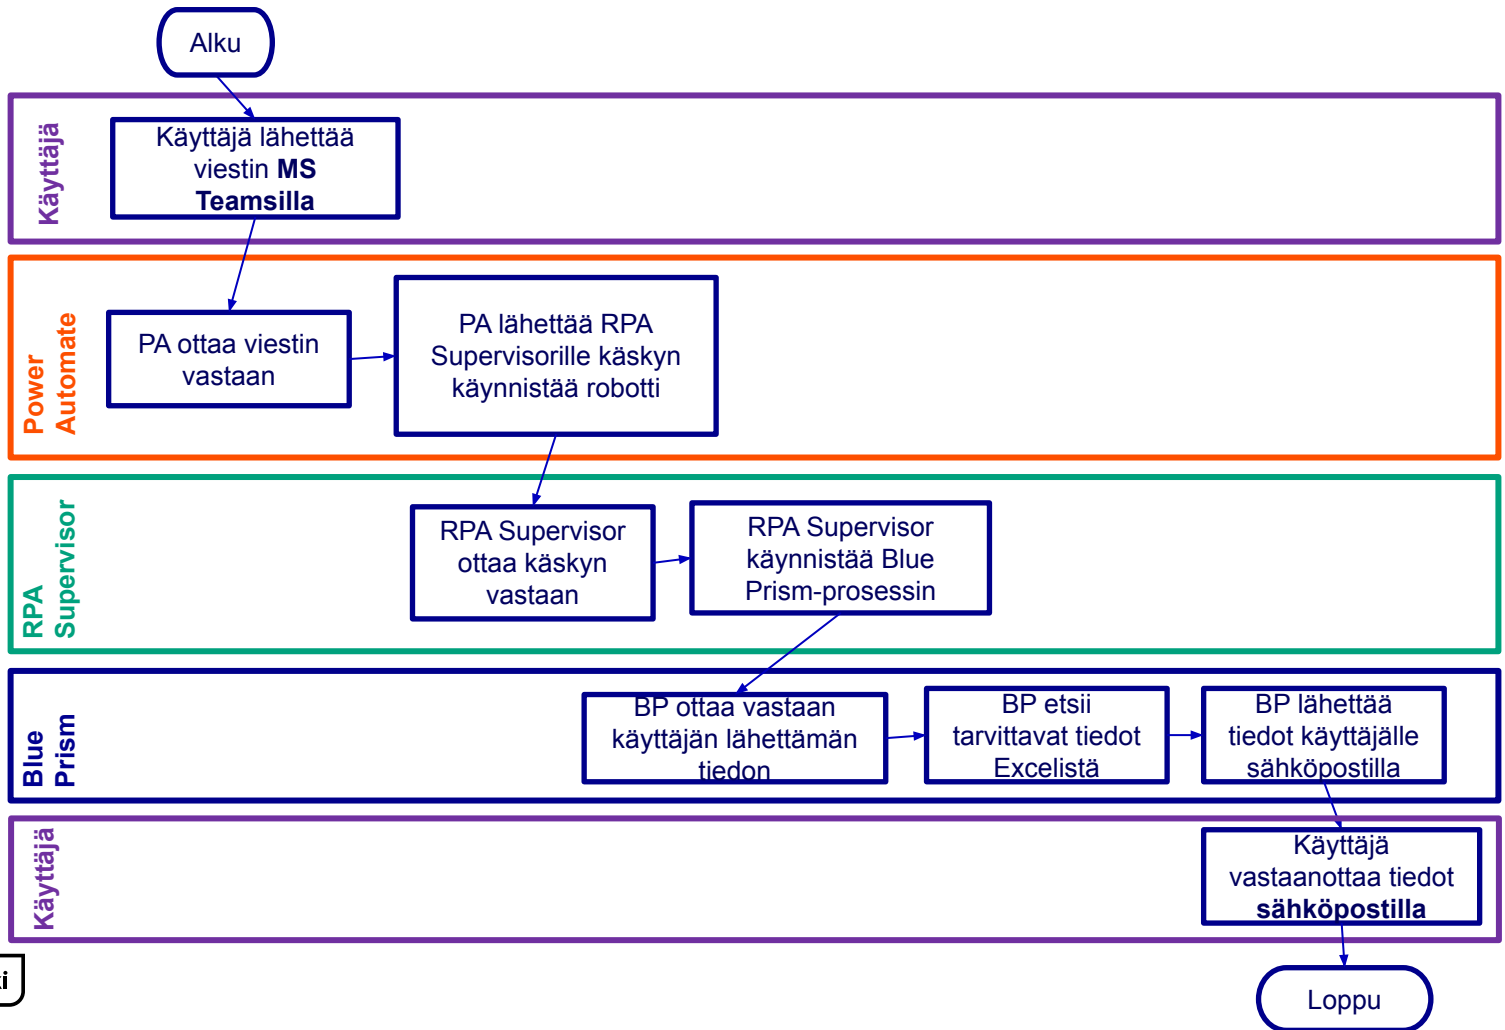 Alku
Käyttäjä
Käyttäjä lähettää
viestin MS
Teamsilla
Power
Automate
PA ottaa viestin
vastaan
PA lähettää RPA
Supervisorille käskyn
käynnistää robotti
RPA
Supervisor
RPA Supervisor
ottaa käskyn
vastaan
RPA Supervisor
käynnistää Blue
Prism-prosessin
Blue
Prism
BP ottaa vastaan
käyttäjän lähettämän
tiedon
BP etsii
tarvittavat tiedot
Excelistä
BP lähettää
tiedot käyttäjälle
sähköpostilla
Käyttäjä
Käyttäjä
vastaanottaa tiedot
sähköpostilla
Loppu